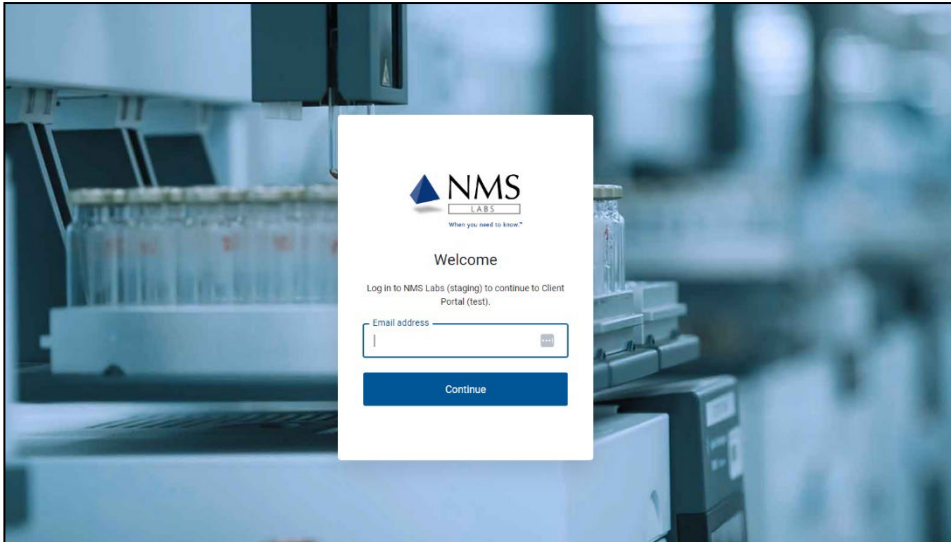 NMS
LABS
When you need to know.™
Welcome
Log in to NMS Labs (staging) to continue to Client
Portal (test).
Email address
Continue